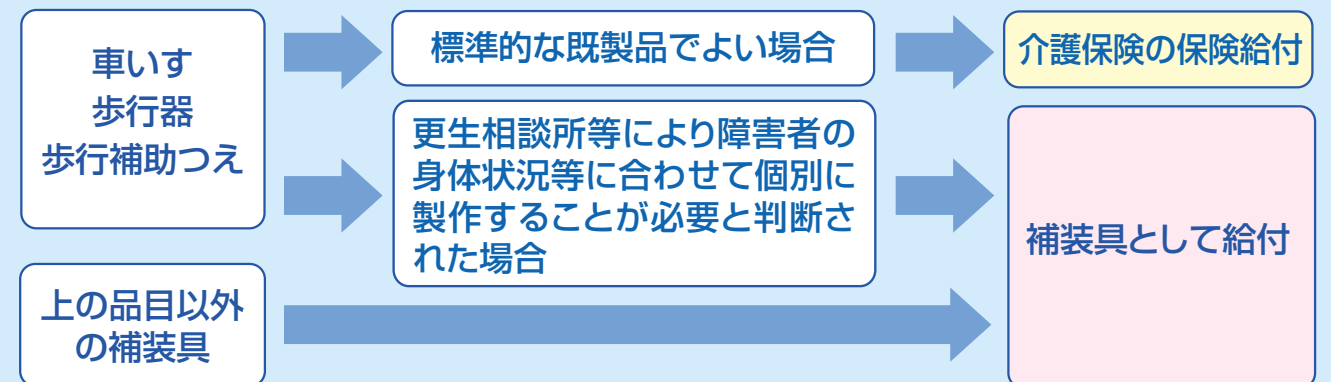 車いす
歩行器
歩行補助つえ
標準的な既製品でよい場合
介護保険の保険給付
更生相談所等により障害者の
身体状況等に合わせて個別に
製作することが必要と判断さ
れた場合
補装具として給付
上の品目以外
の補装具